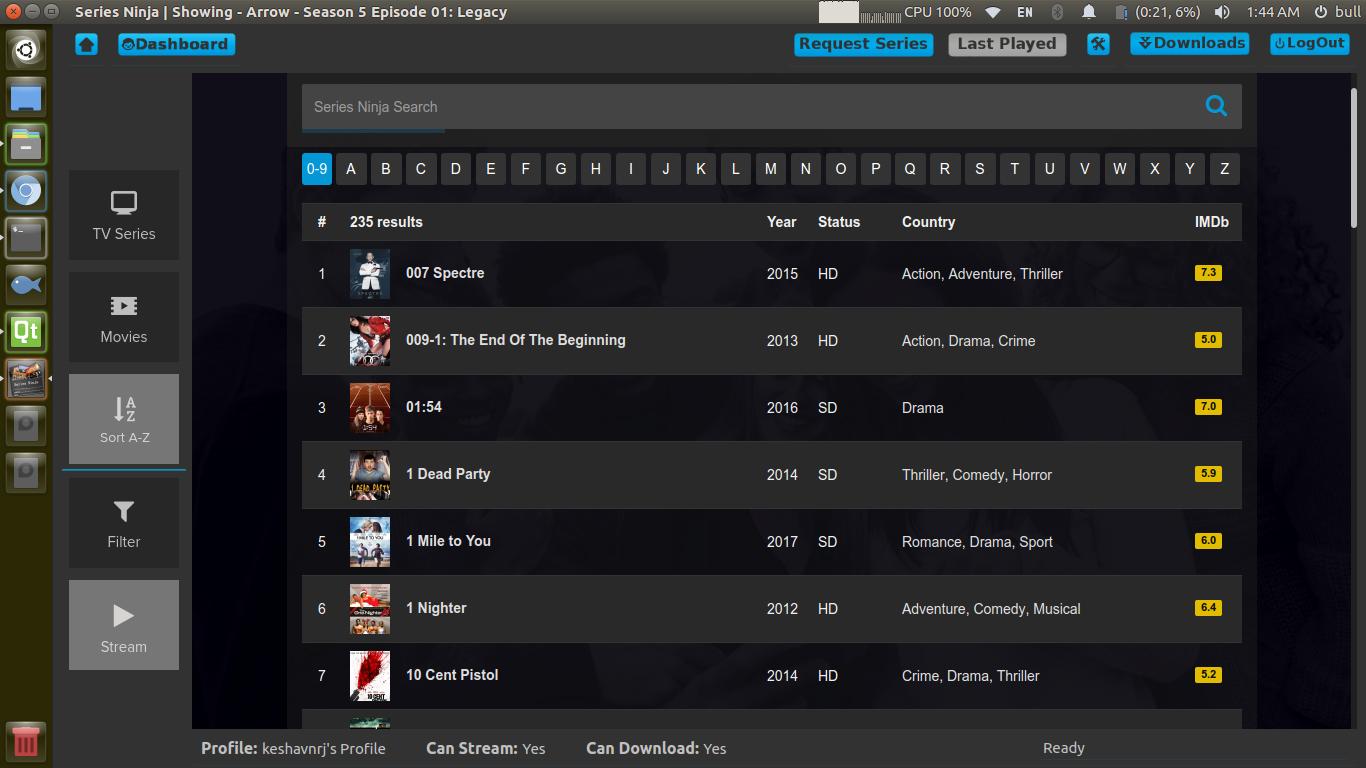 Series Ninja | Showing - Arrow - Season 5 Episode 01: Legacy CPU 100% EN (0:21, 6%) 1:44 AM bull
Dashboard Request Series Last Played Downloads LogOut
Series Ninja Search
0-9 A B C D E F G H I J K L M N O P Q R S T U V W X Y Z
TV Series
Movies
Sort A-Z
Filter
Stream
# 235 results Year Status Country IMDb
1 007 Spectre 2015 HD Action, Adventure, Thriller 7.3
2 009-1: The End Of The Beginning 2013 HD Action, Drama, Crime 5.0
3 01:54 2016 SD Drama 7.0
4 1 Dead Party 2014 SD Thriller, Comedy, Horror 5.9
5 1 Mile to You 2017 SD Romance, Drama, Sport 6.0
6 1 Nighter 2012 HD Adventure, Comedy, Musical 6.4
7 10 Cent Pistol 2014 HD Crime, Drama, Thriller 5.2
Profile: keshavnrj's Profile Can Stream: Yes Can Download: Yes Ready